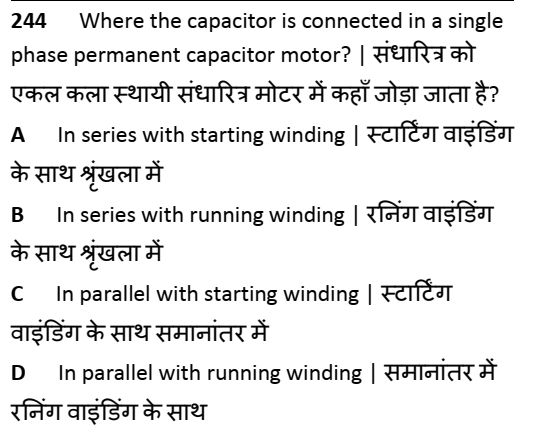 244 Where the capacitor is connected in a single
phase permanent capacitor motor? | संधारित्र को
एकल कला स्थायी संधारित्र मोटर में कहाँ जोड़ा जाता है?
A In series with starting winding | स्टार्टिंग वाइंडिंग
के साथ श्रृंखला में
B In series with running winding | रनिंग वाइंडिंग
के साथ श्रृंखला में
C In parallel with starting winding | स्टार्टिंग
वाइंडिंग के साथ समानांतर में
D In parallel with running winding | समानांतर में
रनिंग वाइंडिंग के साथ